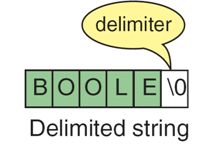 delimiter
B O O L E \0
Delimited string